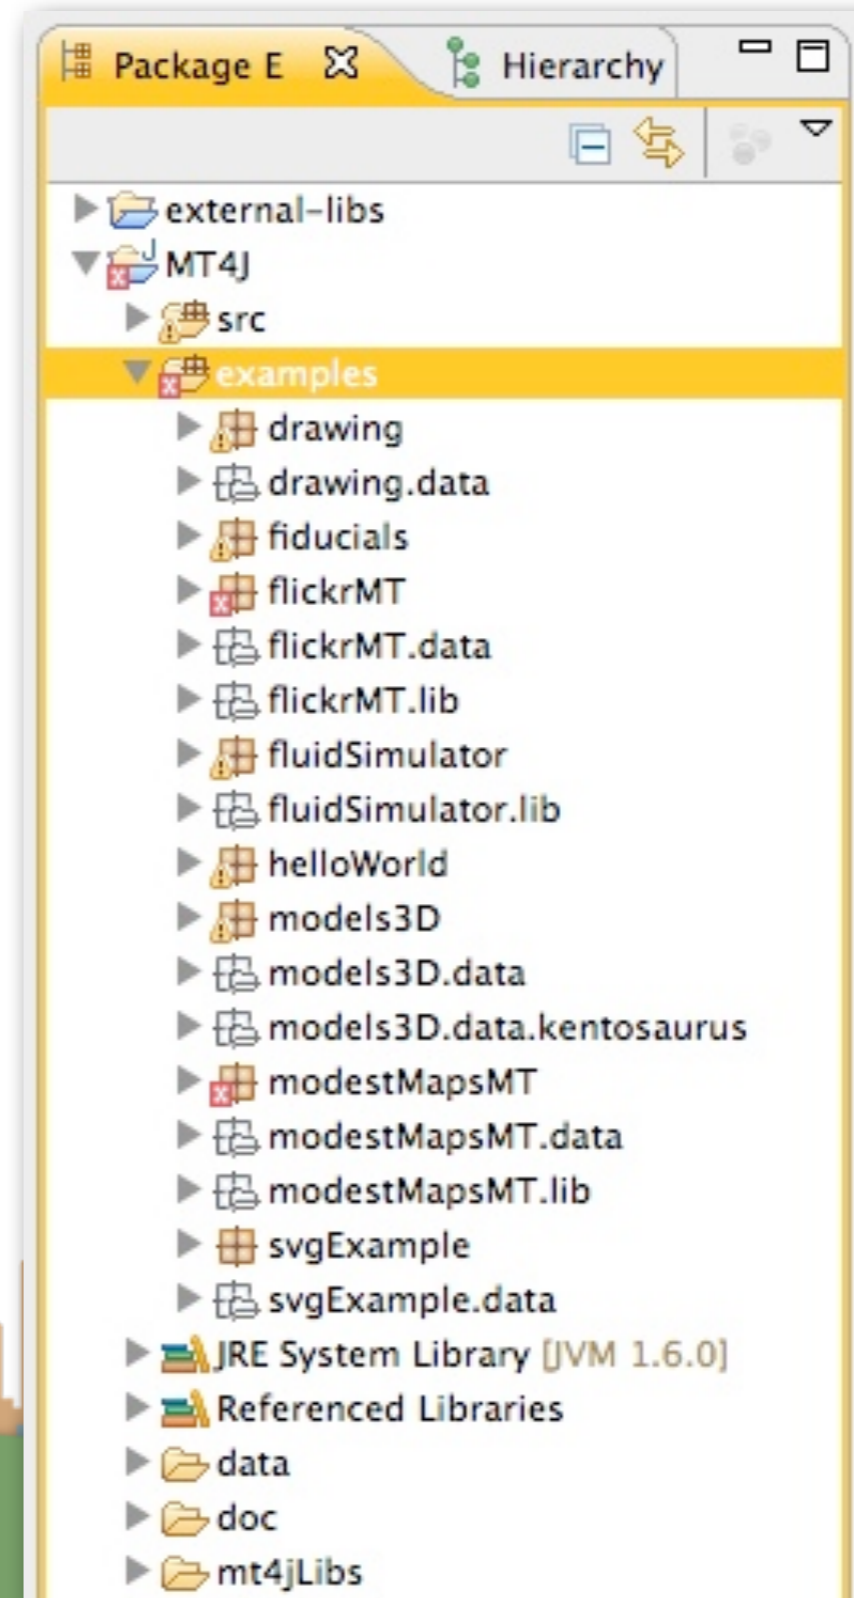 Package E Hierarchy
external-libs
MT4J
src
examples
drawing
drawing.data
fiducials
flickrMT
flickrMT.data
flickrMT.lib
fluidSimulator
fluidSimulator.lib
helloWorld
models3D
models3D.data
models3D.data.kentosaurus
modestMapsMT
modestMapsMT.data
modestMapsMT.lib
svgExample
svgExample.data
JRE System Library [JVM 1.6.0]
Referenced Libraries
data
doc
mt4jLibs